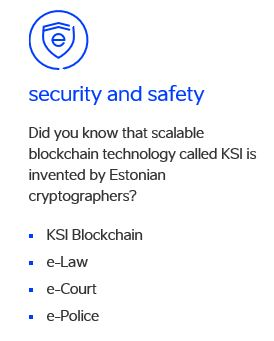 e
security and safety
Did you know that scalable
blockchain technology called KSI is
invented by Estonian
cryptographers?
KSI Blockchain
e-Law
e-Court
e-Police